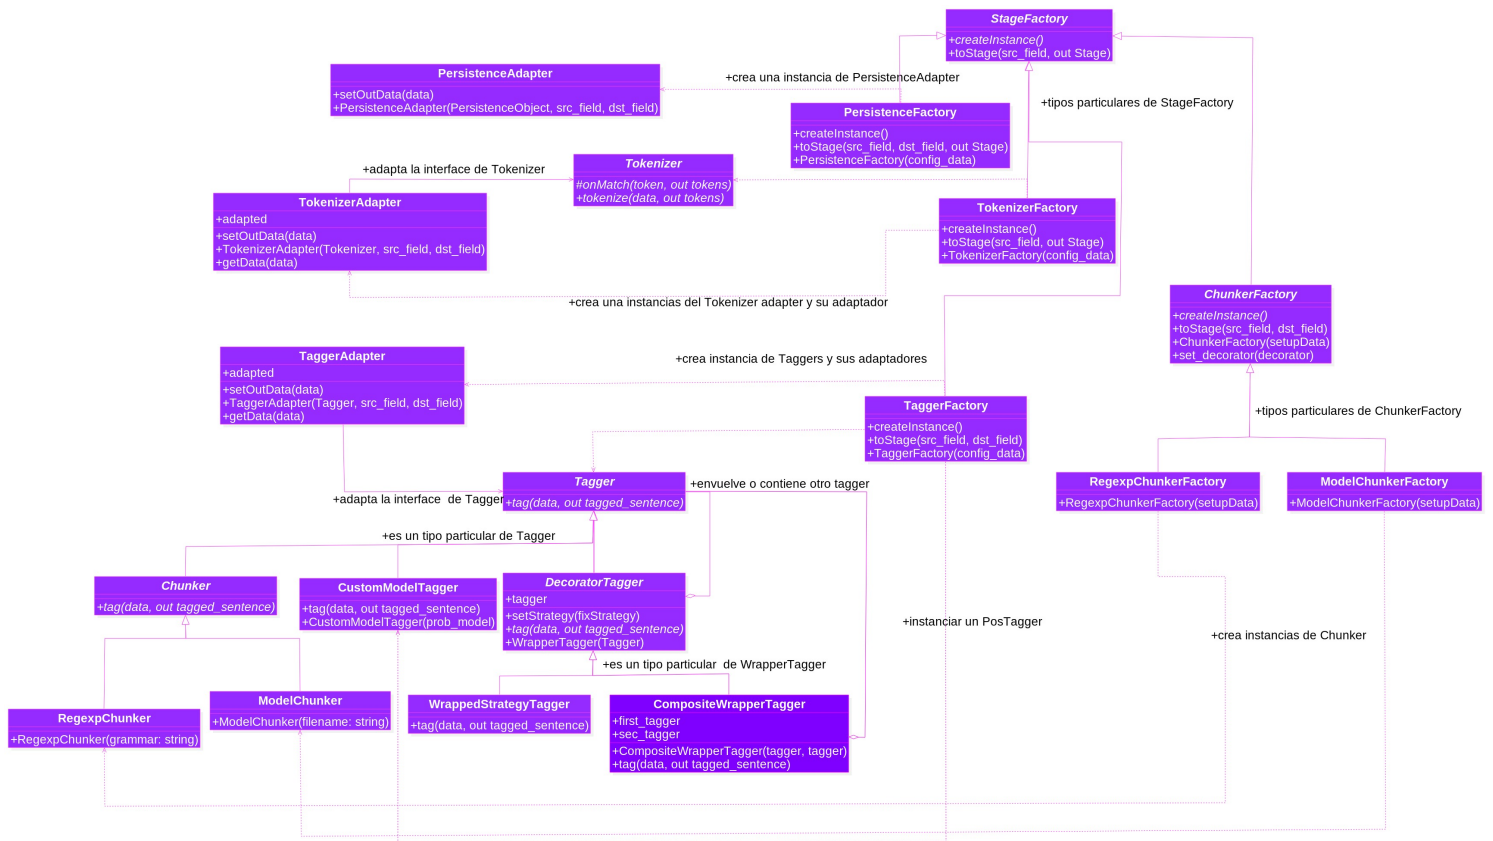 StageFactory
+createInstance()
+toStage(src_field, out Stage)
PersistenceAdapter
+setOutData(data)
+PersistenceAdapter(PersistenceObject, src_field, dst_field)
+crea una instancia de PersistenceAdapter
+tipos particulares de StageFactory
PersistenceFactory
+createInstance()
+toStage(src_field, dst_field, out Stage)
+PersistenceFactory(config_data)
+adapta la interface de Tokenizer
Tokenizer
#onMatch(token, out tokens)
+tokenize(data, out tokens)
TokenizerAdapter
+adapted
+setOutData(data)
+TokenizerAdapter(Tokenizer, src_field, dst_field)
+getData(data)
TokenizerFactory
+createInstance()
+toStage(src_field, out Stage)
+TokenizerFactory(config_data)
+crea una instancias del Tokenizer adapter y su adaptador
ChunkerFactory
+createInstance()
+toStage(src_field, dst_field)
+ChunkerFactory(setupData)
+set_decorator(decorator)
TaggerAdapter
+adapted
+setOutData(data)
+TaggerAdapter(Tagger, src_field, dst_field)
+getData(data)
+crea instancia de Taggers y sus adaptadores
TaggerFactory
+createInstance()
+toStage(src_field, dst_field)
+TaggerFactory(config_data)
+tipos particulares de ChunkerFactory
Tagger
+tag(data, out tagged_sentence)
+envuelve o contiene otro tagger
+adapta la interface  de Tagger
RegexpChunkerFactory
+RegexpChunkerFactory(setupData)
ModelChunkerFactory
+ModelChunkerFactory(setupData)
+es un tipo particular de Tagger
Chunker
+tag(data, out tagged_sentence)
CustomModelTagger
+tag(data, out tagged_sentence)
+CustomModelTagger(prob_model)
DecoratorTagger
+tagger
+setStrategy(fixStrategy)
+tag(data, out tagged_sentence)
+WrapperTagger(Tagger)
+instanciar un PosTagger
+crea instancias de Chunker
+es un tipo particular  de WrapperTagger
RegexpChunker
+RegexpChunker(grammar: string)
ModelChunker
+ModelChunker(filename: string)
WrappedStrategyTagger
+tag(data, out tagged_sentence)
CompositeWrapperTagger
+first_tagger
+sec_tagger
+CompositeWrapperTagger(tagger, tagger)
+tag(data, out tagged_sentence)